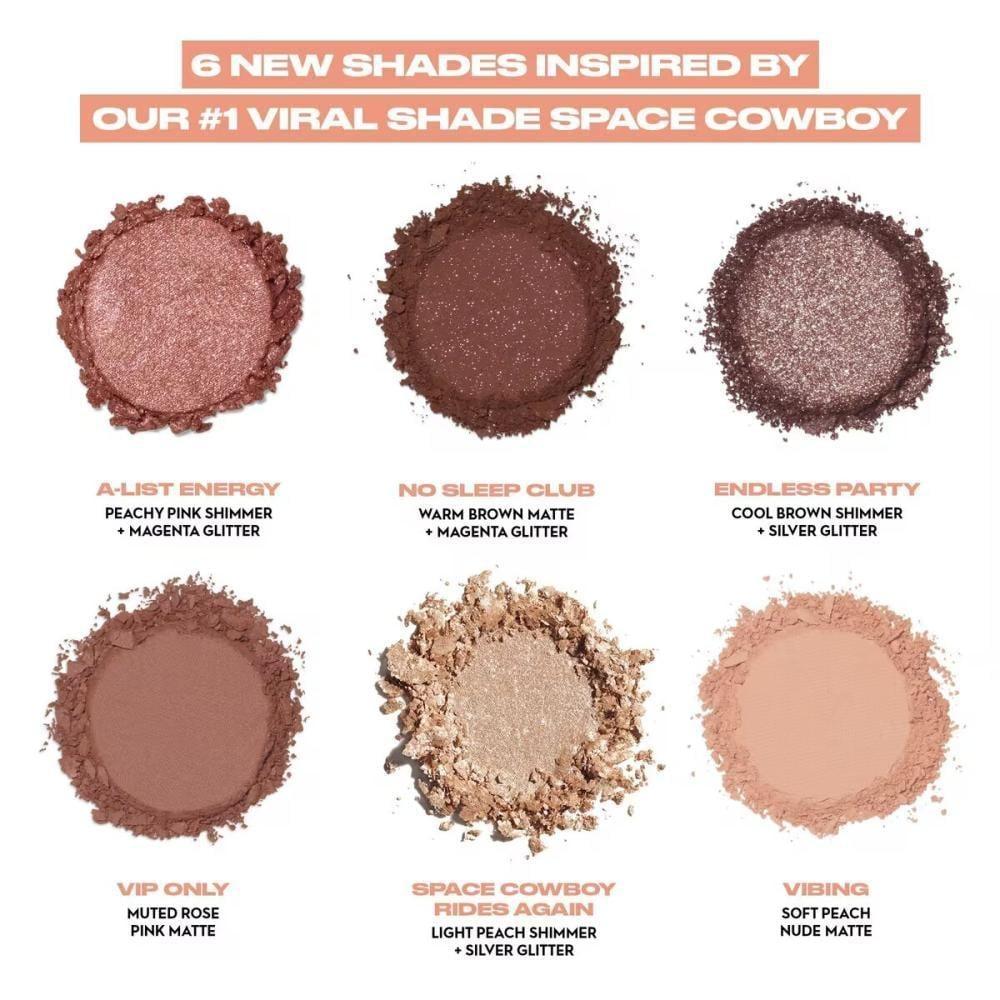 6 NEW SHADES INSPIRED BY
OUR #1 VIRAL SHADE SPACE COWBOY
A-LIST ENERGY
PEACHY PINK SHIMMER
+ MAGENTA GLITTER
NO SLEEP CLUB
WARM BROWN MATTE
+ MAGENTA GLITTER
ENDLESS PARTY
COOL BROWN SHIMMER
+ SILVER GLITTER
VIP ONLY
MUTED ROSE
PINK MATTE
SPACE COWBOY
RIDES AGAIN
LIGHT PEACH SHIMMER
+ SILVER GLITTER
VIBING
SOFT PEACH
NUDE MATTE